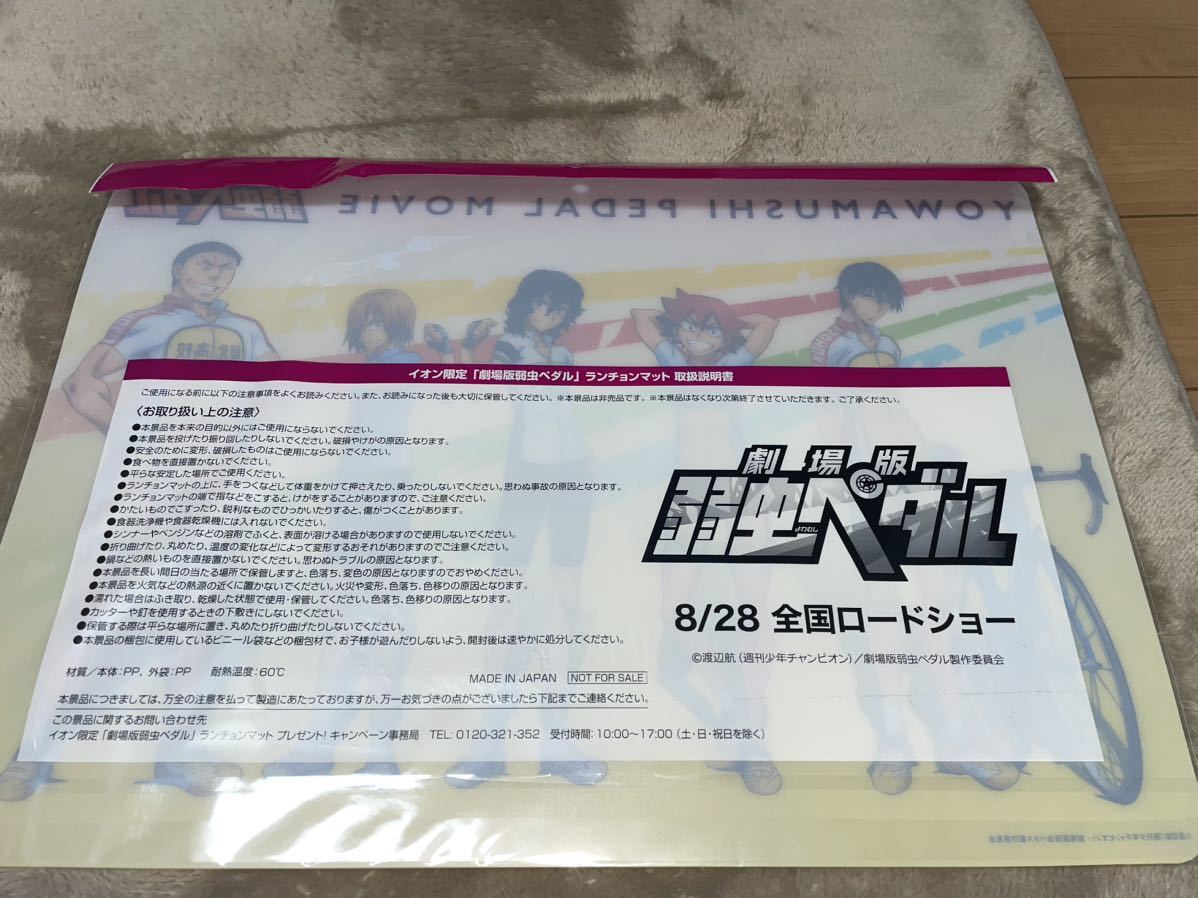 YOWAMUSHI PEDAL MOVIE
弱虫ペダル
イオン限定「劇場版弱虫ペダル」ランチョンマット 取扱説明書
ご使用になる前に以下の注意事項をよくお読みください。また、お読みになった後も大切に保管してください。※本景品は非売品です。※本景品はなくなり次第終了させていただきます。ご了承ください。
〈お取り扱い上の注意〉
●本景品を本来の目的以外にはご使用にならないでください。
●本景品を投げたり振り回したりしないでください。破損やけがの原因となります。
●安全のために変形、破損したものはご使用にならないでください。
●食べ物を直接置かないでください。
●平らな安定した場所でご使用ください。
●ランチョンマットの上に、手をつくなどして体重をかけて押さえたり、乗ったりしないでください。思わぬ事故の原因となります。
●ランチョンマットの端で指などをこすると、けがをすることがありますので、ご注意ください。
●かたいものでこすったり、鋭利なものでひっかいたりすると、傷がつくことがあります。
●食器洗浄機や食器乾燥機には入れないでください。
●シンナーやベンジンなどの溶剤でふくと、表面が溶ける場合がありますので使用しないでください。
●折り曲げたり、丸めたり、温度の変化などによって変形するおそれがありますのでご注意ください。
●鍋などの熱いものを直接置かないでください。思わぬトラブルの原因となります。
●本景品を長い間日の当たる場所で保管しますと、色落ち、変色の原因となりますのでおやめください。
●本景品を火気などの熱源の近くに置かないでください。火災や変形、色落ち、色移りの原因となります。
●濡れた場合はふき取り、乾燥した状態で使用・保管してください。色落ち、色移りの原因となります。
●カッターや釘を使用するときの下敷きにしないでください。
●保管する際は平らな場所に置き、丸めたり折り曲げたりしないでください。
●本景品の梱包に使用しているビニール袋などの梱包材で、お子様が遊んだりしないよう、開封後は速やかに処分してください。
材質／本体：PP、外袋：PP 耐熱温度：60℃
MADE IN JAPAN NOT FOR SALE
本景品につきましては、万全の注意を払って製造にあたっておりますが、万一お気づきの点がございましたら下記までご連絡ください。
この景品に関するお問い合わせ先
イオン限定「劇場版弱虫ペダル」ランチョンマット プレゼント！キャンペーン事務局 TEL：0120-321-352 受付時間：10:00〜17:00（土・日・祝日を除く）
劇場版
弱虫ペダル
よわむし
8/28 全国ロードショー
©渡辺航（週刊少年チャンピオン）／劇場版弱虫ペダル製作委員会